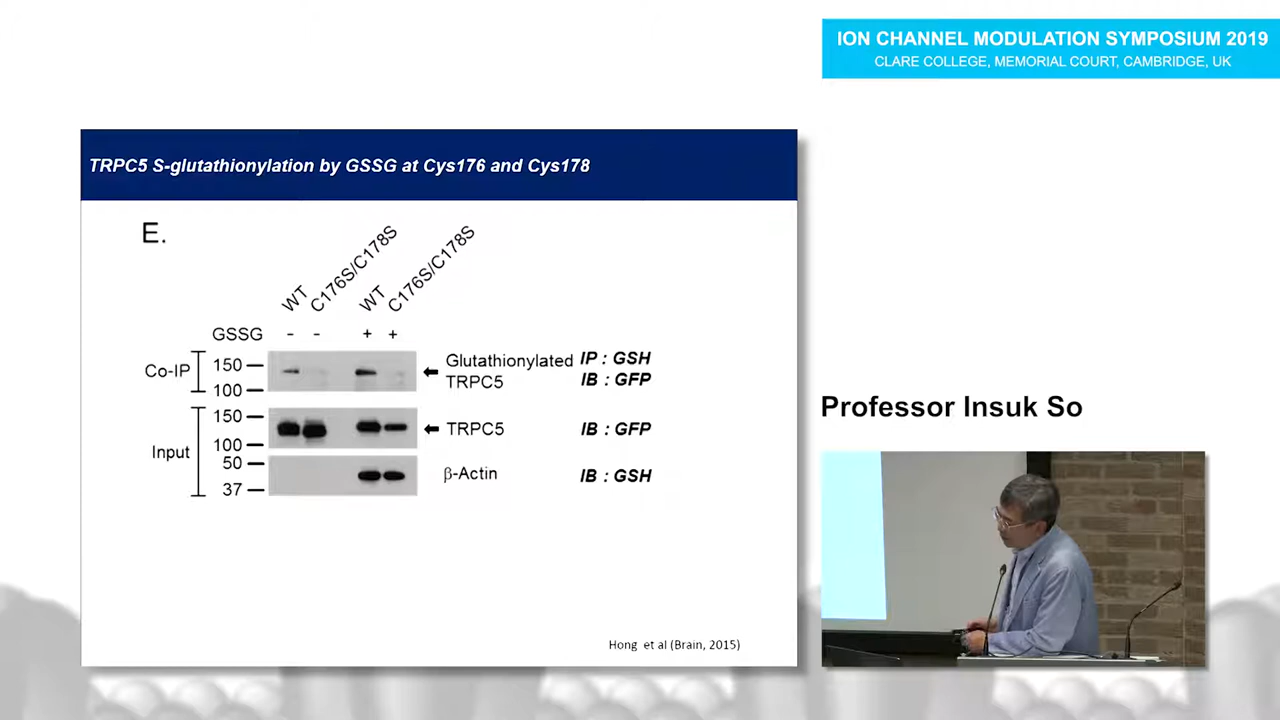 ION CHANNEL MODULATION SYMPOSIUM 2019
CLARE COLLEGE, MEMORIAL COURT, CAMBRIDGE, UK
TRPC5 S-glutathionylation by GSSG at Cys176 and Cys178
E.
WT C176S/C178S WT C176S/C178S
GSSG - - + +
Co-IP 150 100 Glutathionylated TRPC5 IP : GSH IB : GFP
Input 150 100 TRPC5 IB : GFP
50 37 β-Actin IB : GSH
Hong et al (Brain, 2015)
Professor Insuk So